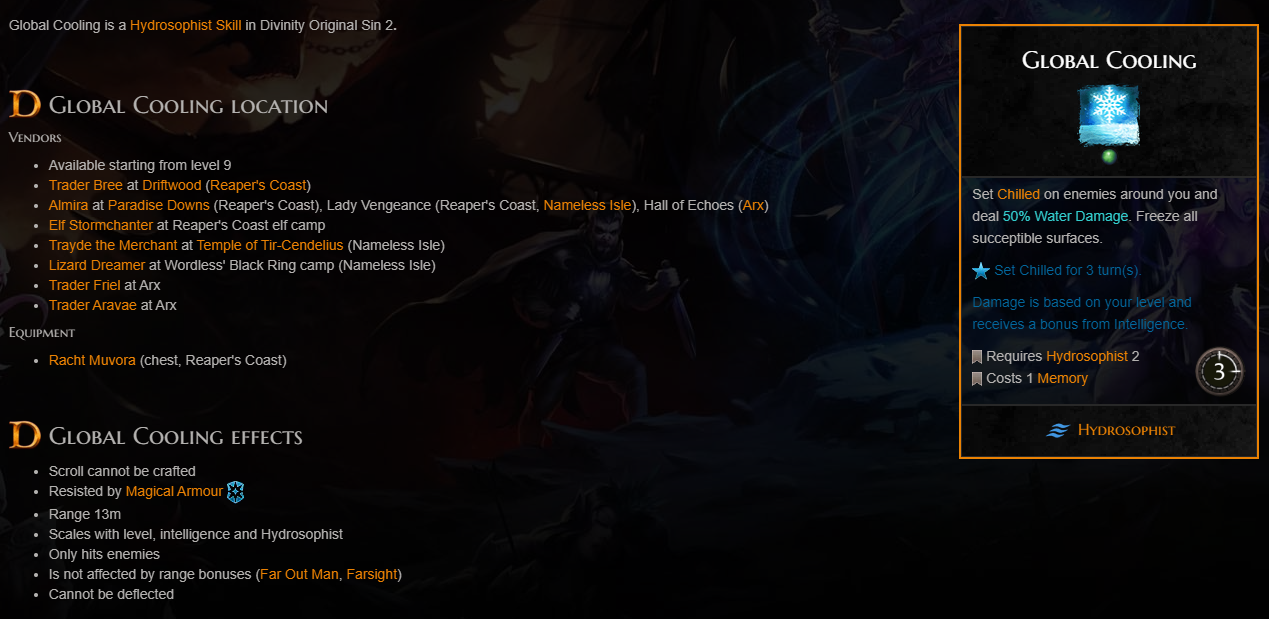 Global Cooling is a Hydrosophist Skill in Divinity Original Sin 2.
Global Cooling location
Vendors
Available starting from level 9
Trader Bree at Driftwood (Reaper's Coast)
Almira at Paradise Downs (Reaper's Coast), Lady Vengeance (Reaper's Coast, Nameless Isle), Hall of Echoes (Arx)
Elf Stormchanter at Reaper's Coast elf camp
Trayde the Merchant at Temple of Tir-Cendelius (Nameless Isle)
Lizard Dreamer at Wordless' Black Ring camp (Nameless Isle)
Trader Friel at Arx
Trader Aravae at Arx
Equipment
Racht Muvora (chest, Reaper's Coast)
Global Cooling effects
Scroll cannot be crafted
Resisted by Magical Armour
Range 13m
Scales with level, intelligence and Hydrosophist
Only hits enemies
Is not affected by range bonuses (Far Out Man, Farsight)
Cannot be deflected
Global Cooling
Set Chilled on enemies around you and
deal 50% Water Damage. Freeze all
succeptible surfaces.
Set Chilled for 3 turn(s).
Damage is based on your level and
receives a bonus from Intelligence.
Requires Hydrosophist 2
Costs 1 Memory
3
Hydrosophist